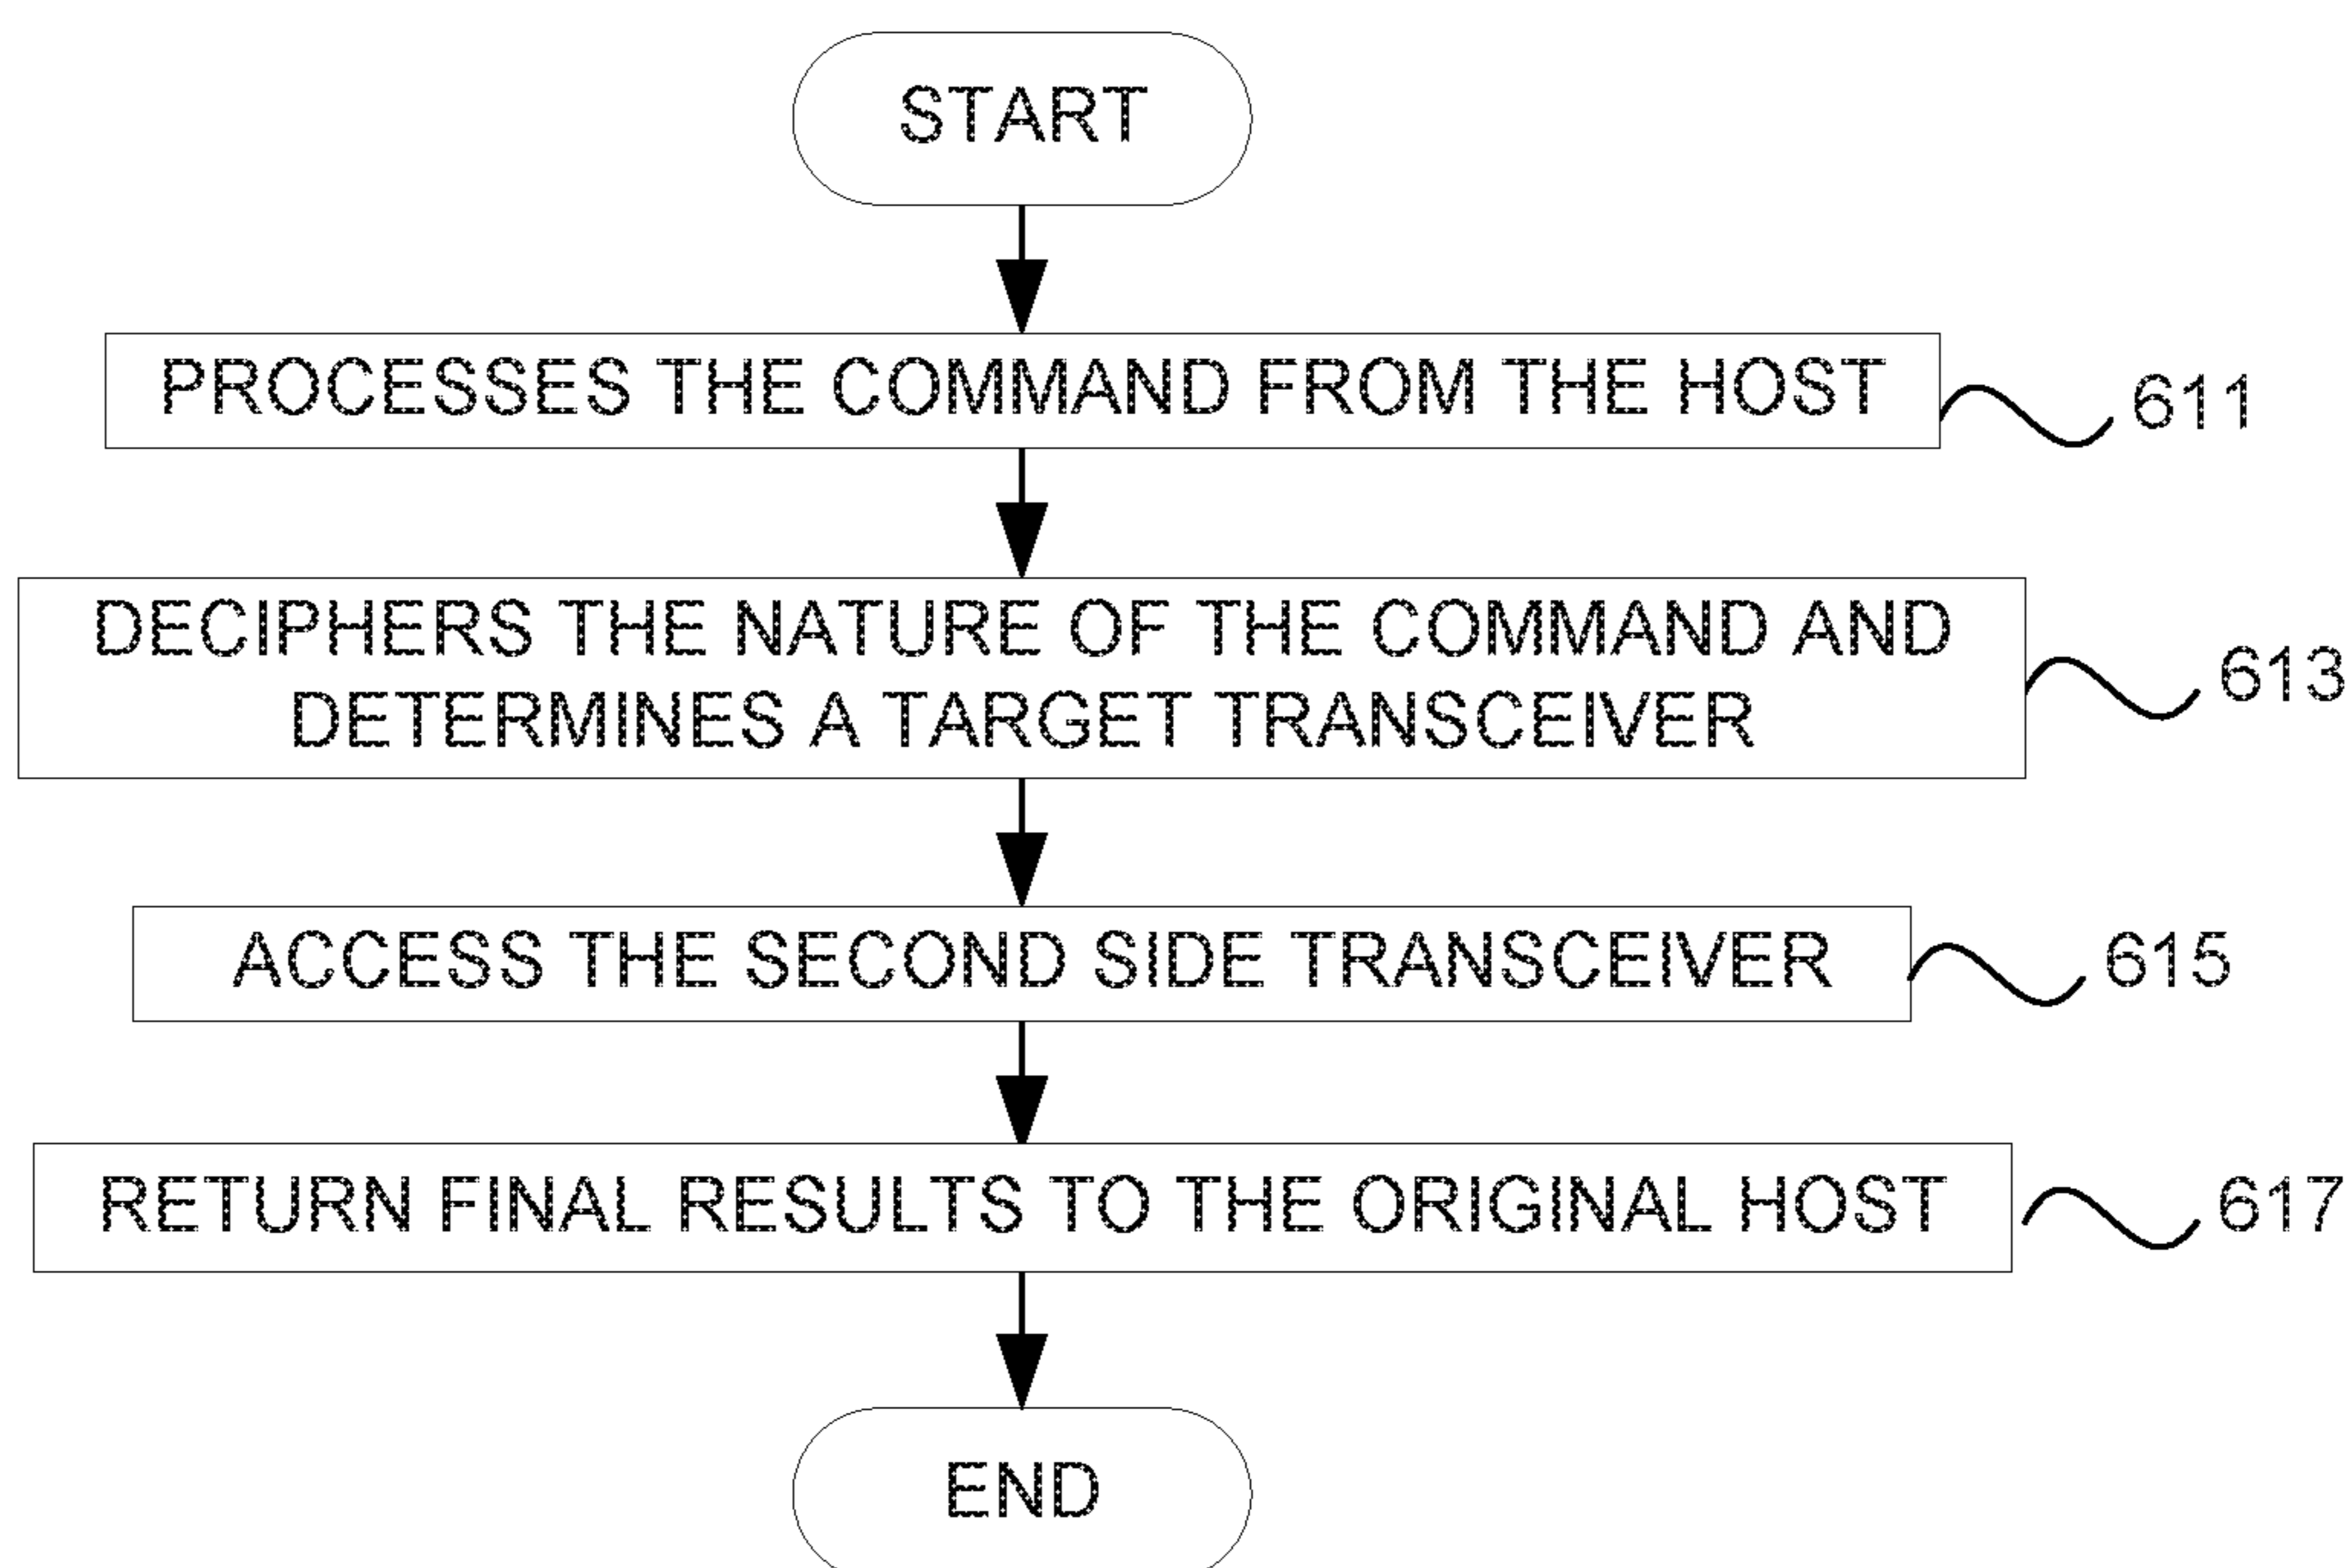 START
PROCESSES THE COMMAND FROM THE HOST
611
DECIPHERS THE NATURE OF THE COMMAND AND
DETERMINES A TARGET TRANSCEIVER
613
ACCESS THE SECOND SIDE TRANSCEIVER
615
RETURN FINAL RESULTS TO THE ORIGINAL HOST
617
END